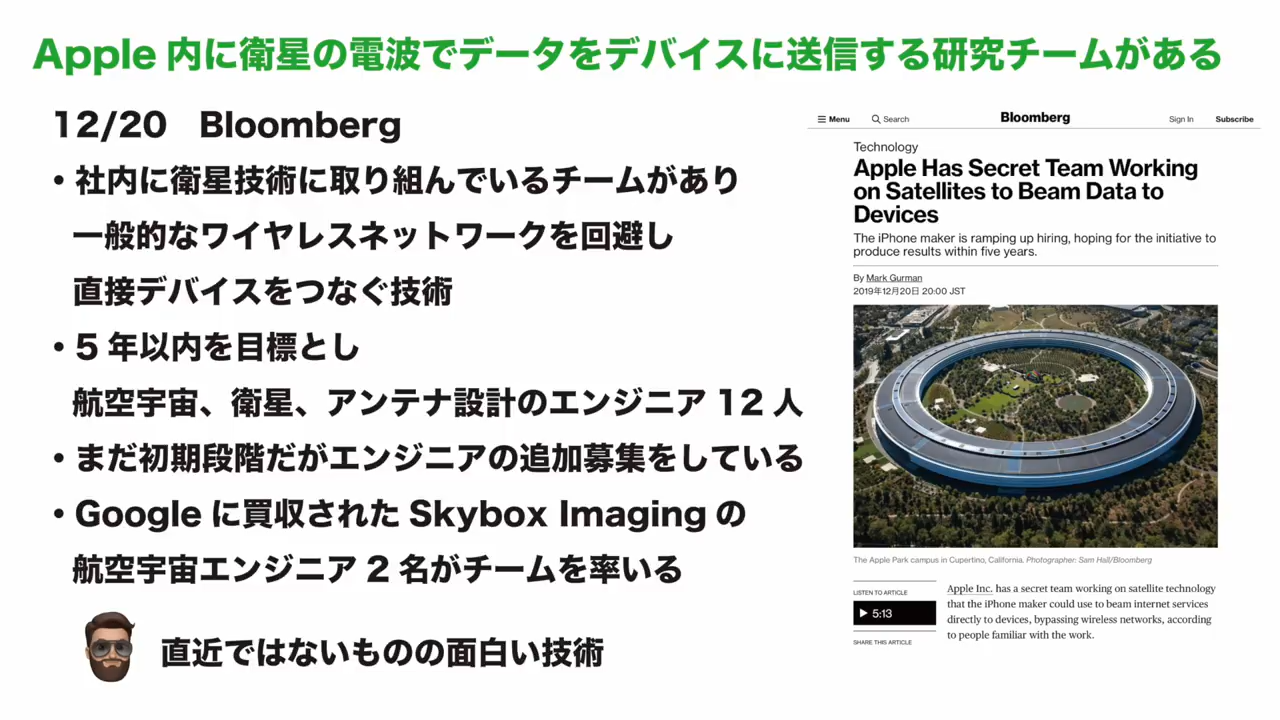 Apple 内に衛星の電波でデータをデバイスに送信する研究チームがある
12/20 Bloomberg
・社内に衛星技術に取り組んでいるチームがあり
一般的なワイヤレスネットワークを回避し
直接デバイスをつなぐ技術
・5 年以内を目標とし
航空宇宙、衛星、アンテナ設計のエンジニア 12 人
・まだ初期段階だがエンジニアの追加募集をしている
・Google に買収された Skybox Imaging の
航空宇宙エンジニア 2 名がチームを率いる
直近ではないものの面白い技術
Menu Search Bloomberg Sign In Subscribe
Technology
Apple Has Secret Team Working
on Satellites to Beam Data to
Devices
The iPhone maker is ramping up hiring, hoping for the initiative to
produce results within five years.
By Mark Gurman
2019年12月20日 20:00 JST
The Apple Park campus in Cupertino, California. Photographer: Sam Hall/Bloomberg
LISTEN TO ARTICLE
5:13
SHARE THIS ARTICLE
Apple Inc. has a secret team working on satellite technology
that the iPhone maker could use to beam internet services
directly to devices, bypassing wireless networks, according
to people familiar with the work.